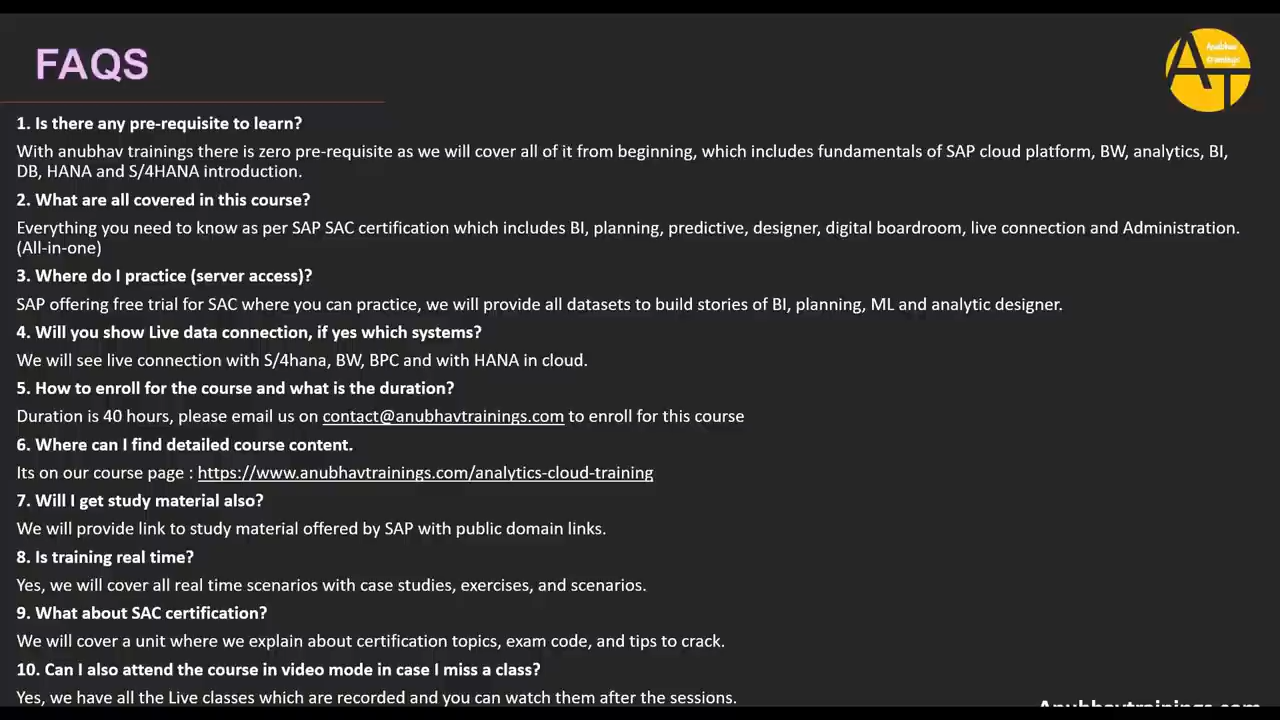 FAQS
Anubhav
trainings
1. Is there any pre-requisite to learn?
With anubhav trainings there is zero pre-requisite as we will cover all of it from beginning, which includes fundamentals of SAP cloud platform, BW, analytics, BI,
DB, HANA and S/4HANA introduction.
2. What are all covered in this course?
Everything you need to know as per SAP SAC certification which includes BI, planning, predictive, designer, digital boardroom, live connection and Administration.
(All-in-one)
3. Where do I practice (server access)?
SAP offering free trial for SAC where you can practice, we will provide all datasets to build stories of BI, planning, ML and analytic designer.
4. Will you show Live data connection, if yes which systems?
We will see live connection with S/4hana, BW, BPC and with HANA in cloud.
5. How to enroll for the course and what is the duration?
Duration is 40 hours, please email us on contact@anubhavtrainings.com to enroll for this course
6. Where can I find detailed course content.
Its on our course page : https://www.anubhavtrainings.com/analytics-cloud-training
7. Will I get study material also?
We will provide link to study material offered by SAP with public domain links.
8. Is training real time?
Yes, we will cover all real time scenarios with case studies, exercises, and scenarios.
9. What about SAC certification?
We will cover a unit where we explain about certification topics, exam code, and tips to crack.
10. Can I also attend the course in video mode in case I miss a class?
Yes, we have all the Live classes which are recorded and you can watch them after the sessions.
Anubhavtrainings.com